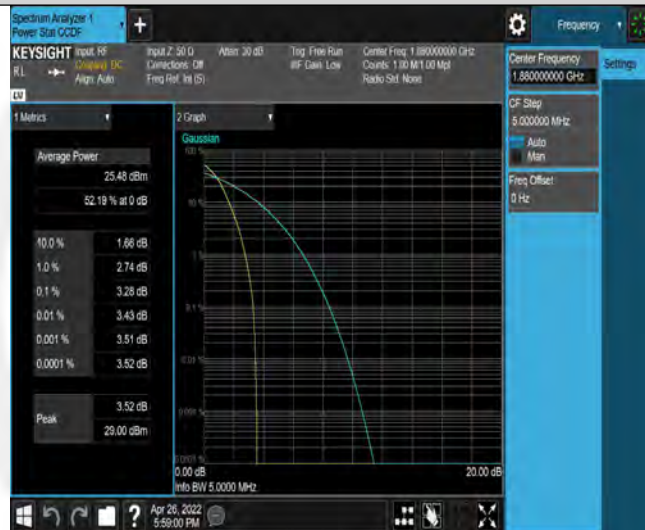 Spectrum Analyzer 1
Power Stat CCDF
+
Frequency
KEYSIGHT
RL
Input: RF
Coupling: DC
Align: Auto
Input Z: 50 Ω
Corrections: Off
Freq Ref: Int (S)
Atten: 30 dB
Trig: Free Run
#IF Gain: Low
Center Freq: 1.880000000 GHz
Counts: 1.00 M/1.00 Mpt
Radio Std: None
Center Frequency
1.880000000 GHz
Settings
CF Step
5.000000 MHz
Auto
Man
Freq Offset
0 Hz
1 Metrics
Average Power
25.48 dBm
52.19 % at 0 dB
10.0 % 1.66 dB
1.0 % 2.74 dB
0.1 % 3.28 dB
0.01 % 3.43 dB
0.001 % 3.51 dB
0.0001 % 3.52 dB
Peak
3.52 dB
29.00 dBm
2 Graph
Gaussian
100 %
10 %
1 %
0.1 %
0.01 %
0.001 %
0.0001 %
0.00 dB
20.00 dB
Info BW 5.0000 MHz
?
Apr 26, 2022
5:59:00 PM